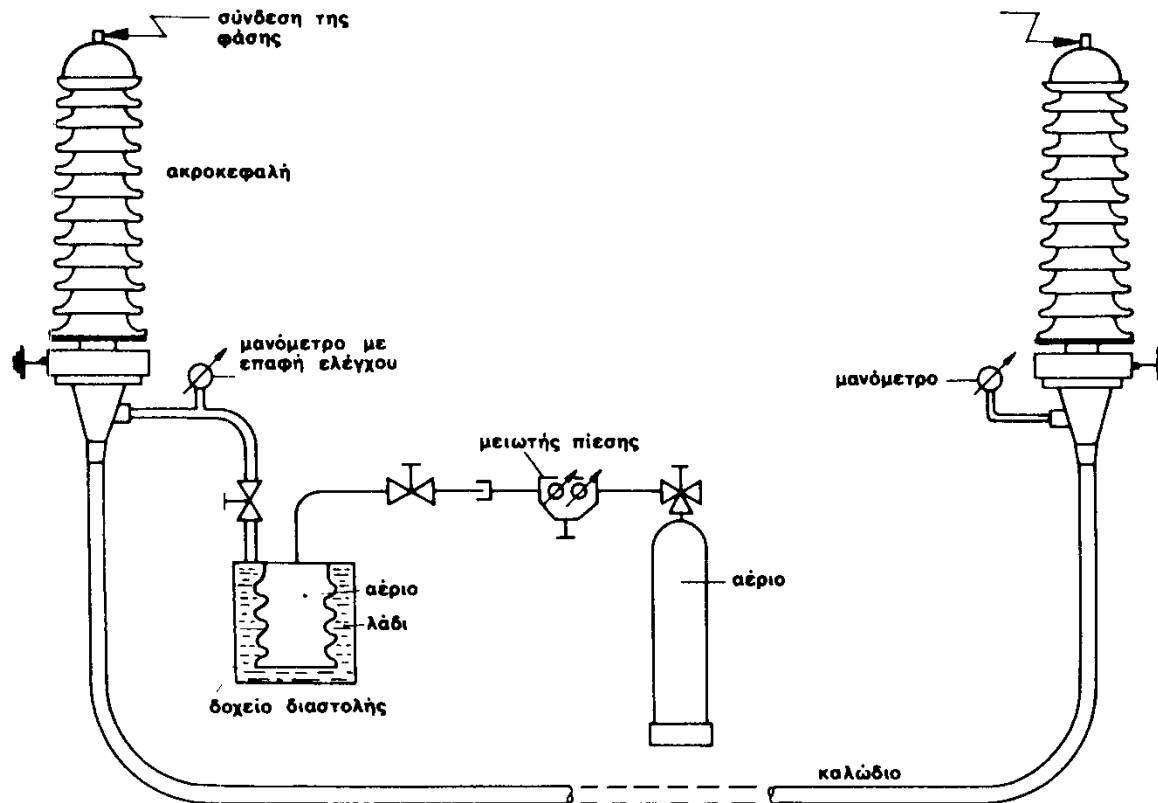 σύνδεση της
φάσης
ακροκεφαλή
μανόμετρο με
επαφή ελέγχου
μανόμετρο
μειωτής πίεσης
αέριο
αέριο
λάδι
δοχείο διαστολής
καλώδιο